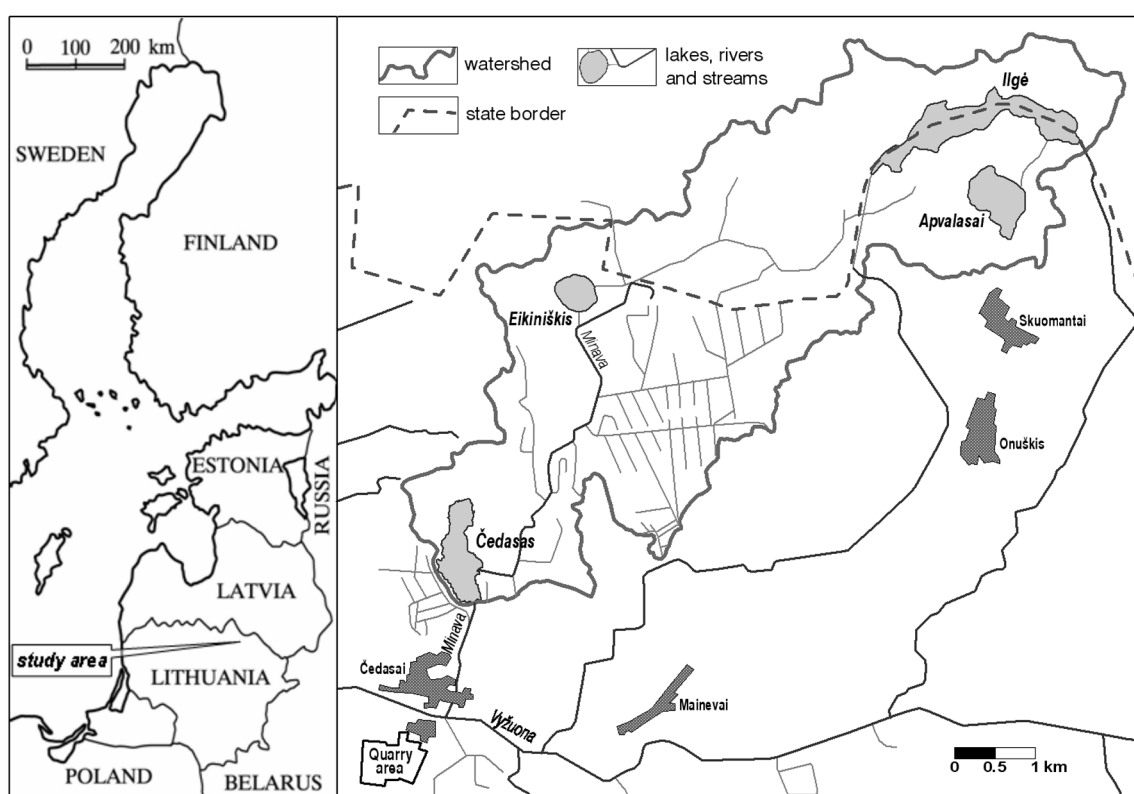 0 100 200 km
SWEDEN
FINLAND
ESTONIA
RUSSIA
LATVIA
study area
LITHUANIA
POLAND
BELARUS
watershed
lakes, rivers
and streams
state border
Ilgė
Apvalasai
Eikiniškis
Minava
Skuomantai
Onuškis
Čedasas
Minava
Čedasai
Mainevai
Vyžuona
Quarry
area
0 0.5 1 km